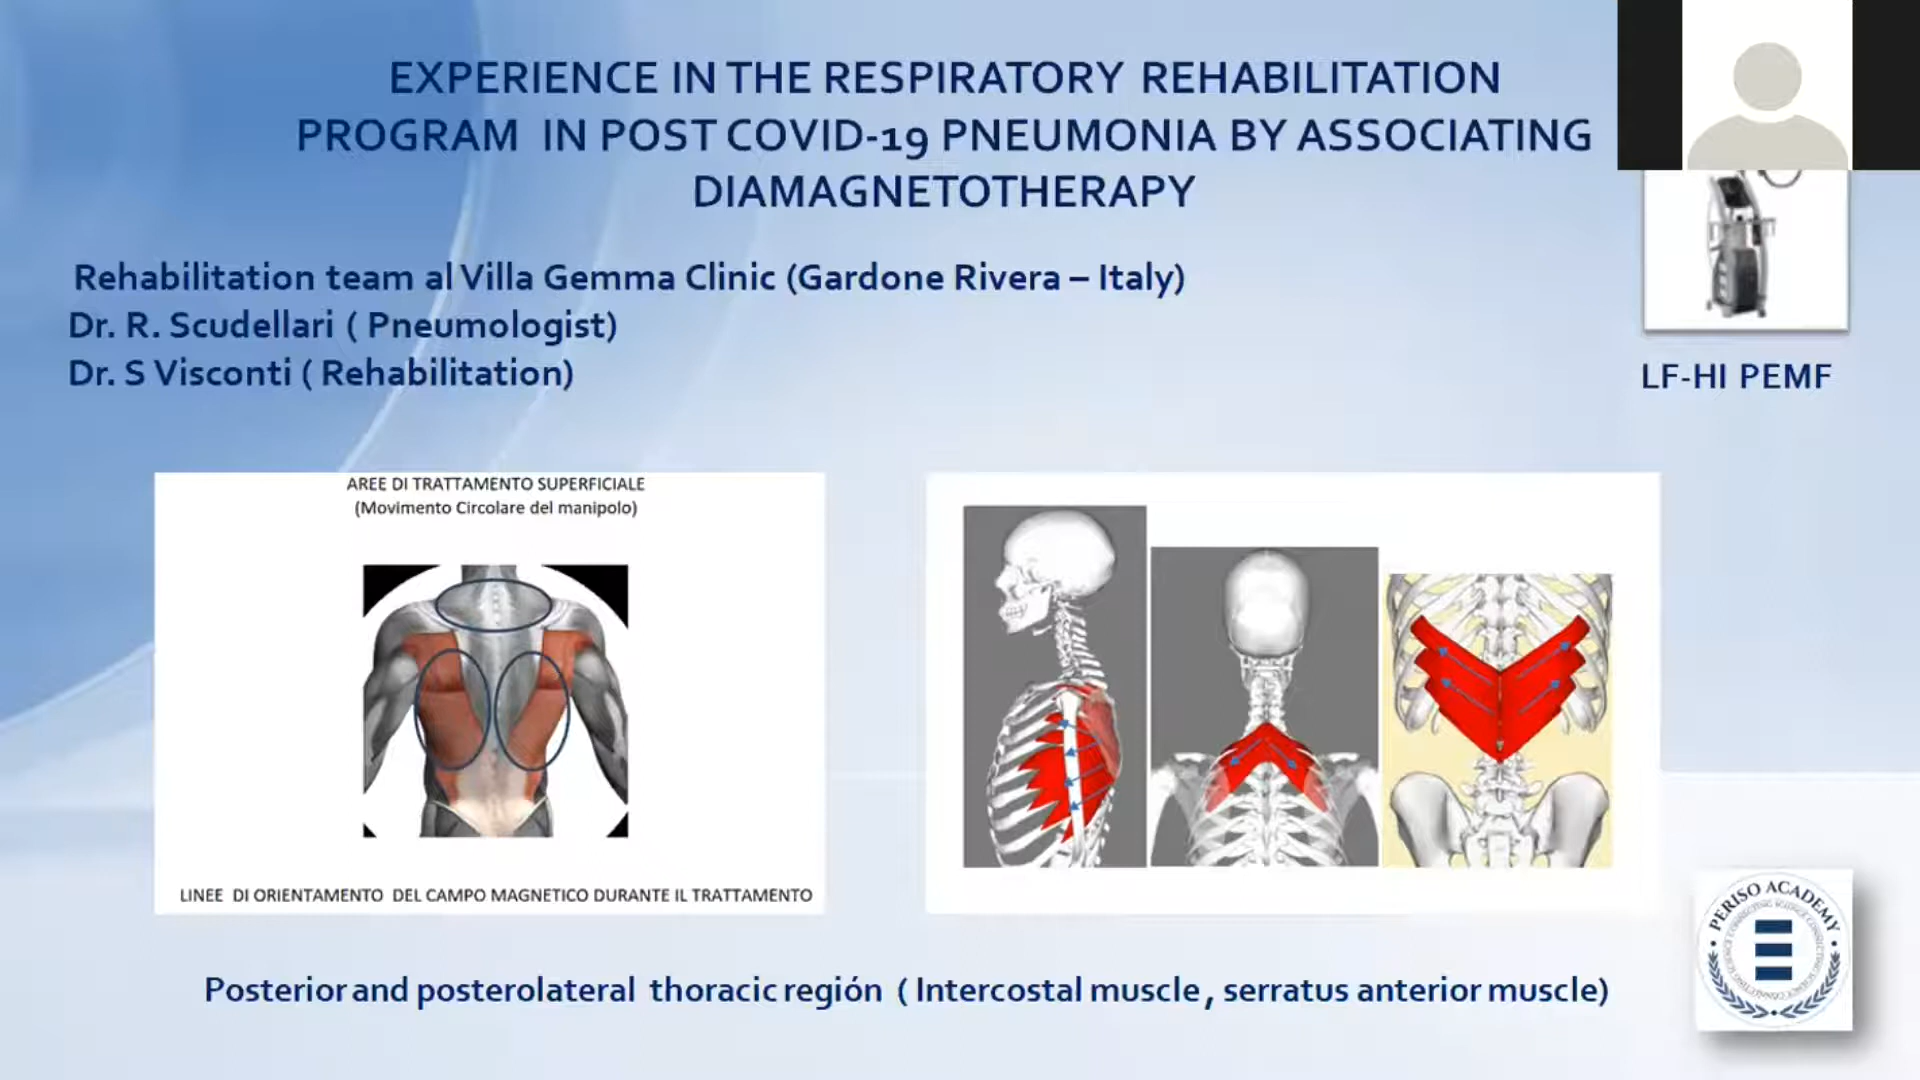 EXPERIENCE IN THE RESPIRATORY REHABILITATION
PROGRAM IN POST COVID-19 PNEUMONIA BY ASSOCIATING
DIAMAGNETOTHERAPY
Rehabilitation team al Villa Gemma Clinic (Gardone Rivera – Italy)
Dr. R. Scudellari ( Pneumologist)
Dr. S Visconti ( Rehabilitation)
LF-HI PEMF
AREE DI TRATTAMENTO SUPERFICIALE
(Movimento Circolare del manipolo)
LINEE DI ORIENTAMENTO DEL CAMPO MAGNETICO DURANTE IL TRATTAMENTO
Posterior and posterolateral thoracic región ( Intercostal muscle, serratus anterior muscle)
PERISO ACADEMY